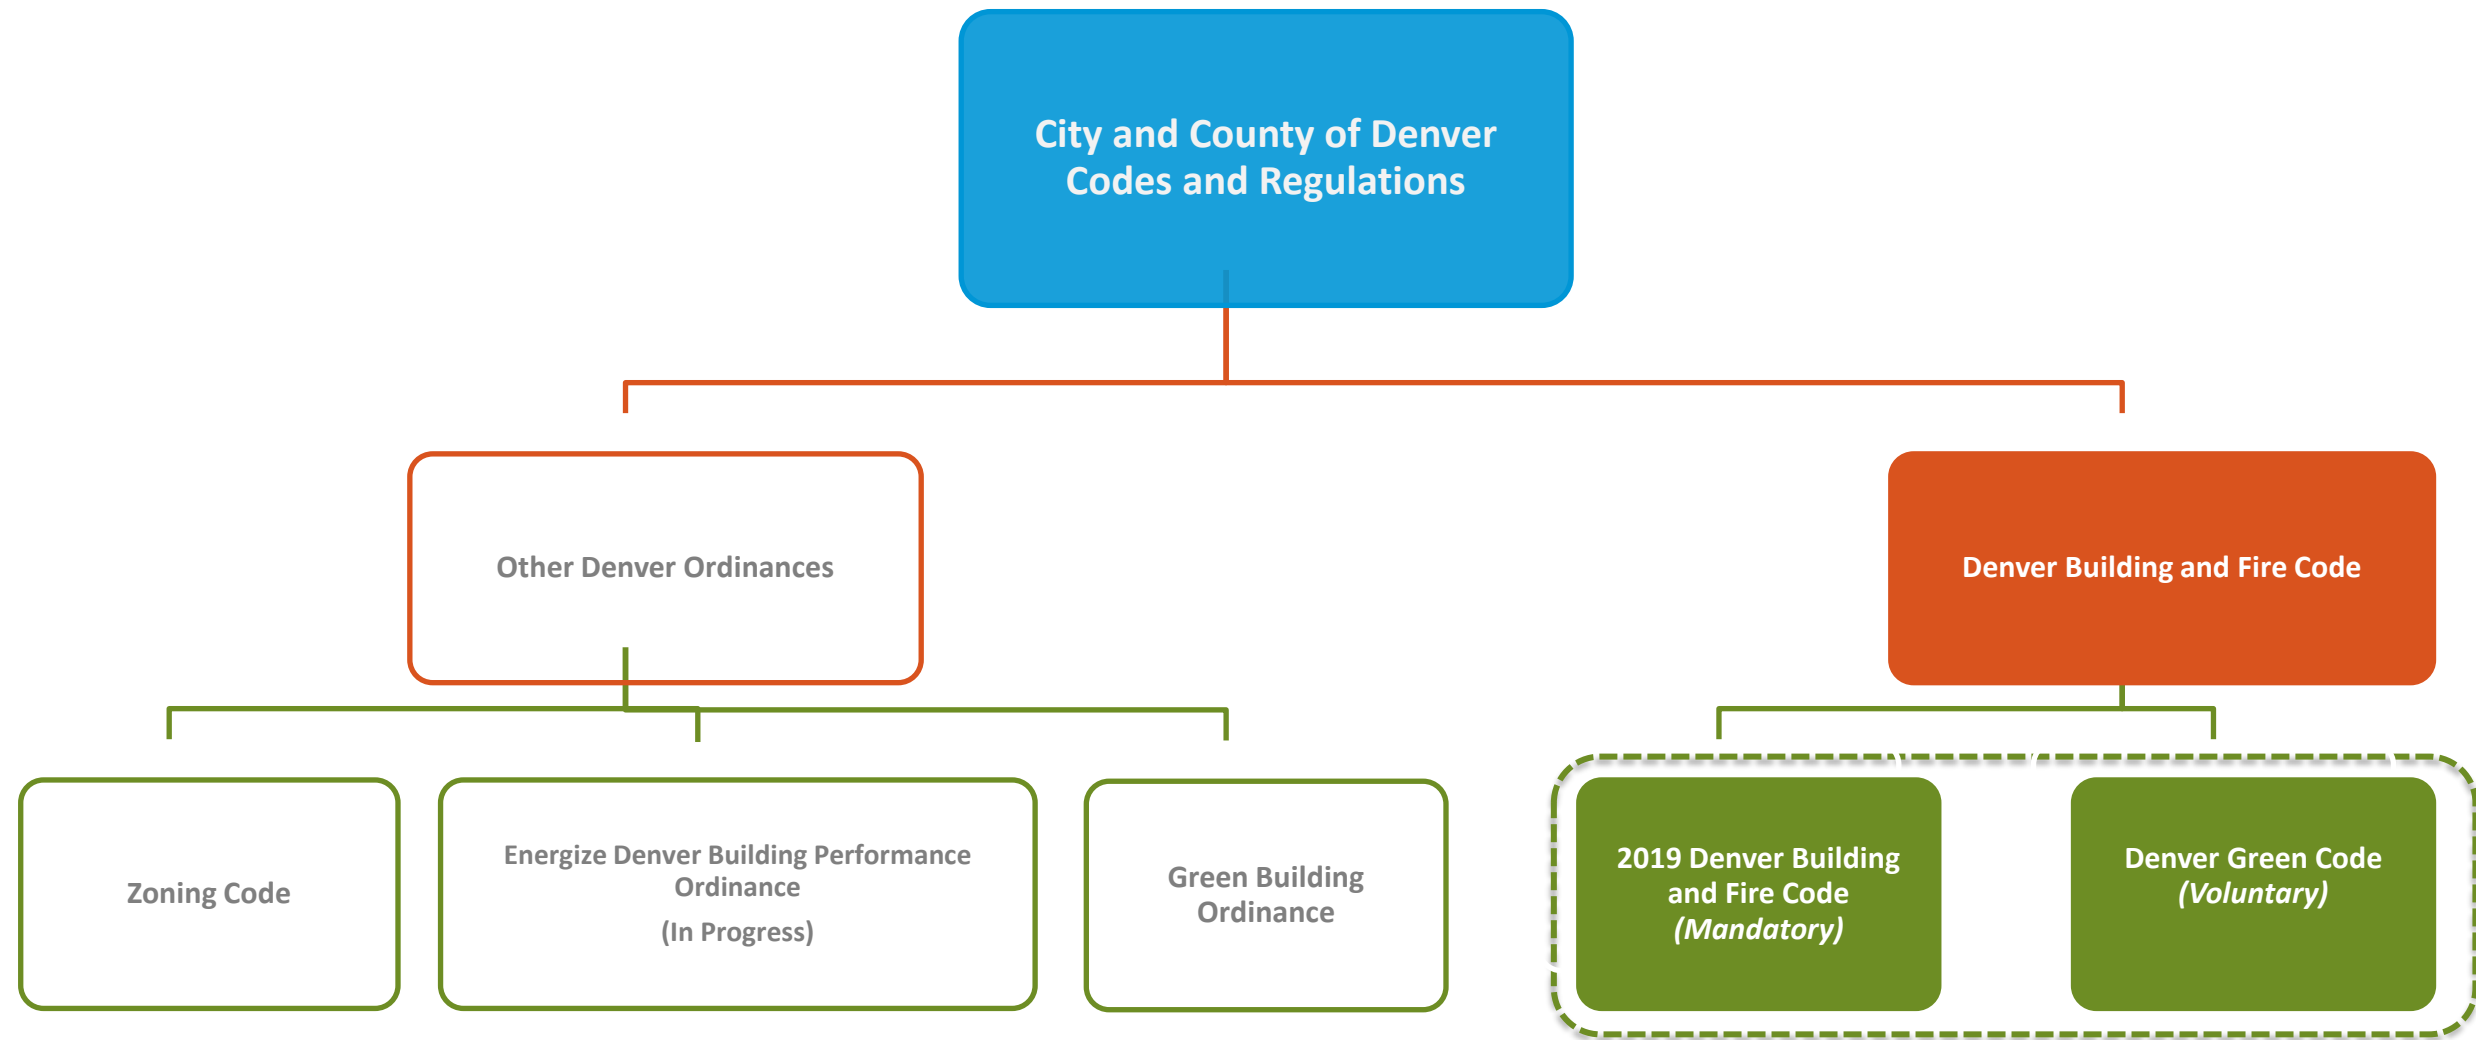 City and County of Denver
Codes and Regulations
Other Denver Ordinances
Denver Building and Fire Code
Zoning Code
Energize Denver Building Performance
Ordinance
(In Progress)
Green Building
Ordinance
2019 Denver Building
and Fire Code
(Mandatory)
Denver Green Code
(Voluntary)